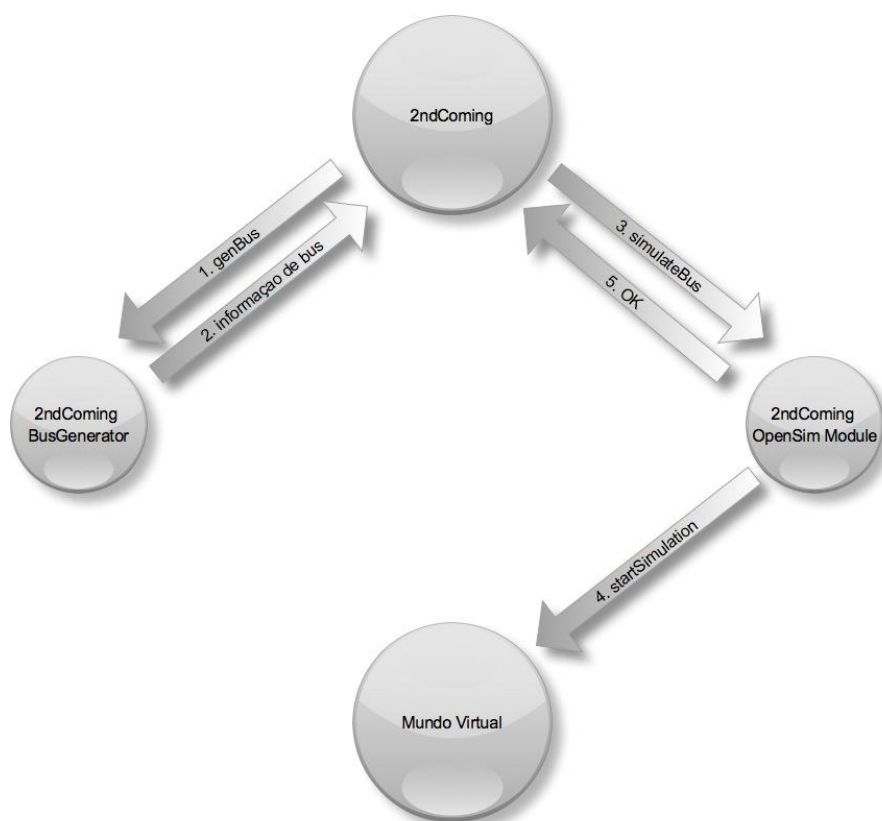 2ndComing
1. genBus
2. informaçao de bus
3. simulateBus
5. OK
2ndComing
BusGenerator
2ndComing
OpenSim Module
4. startSimulation
Mundo Virtual